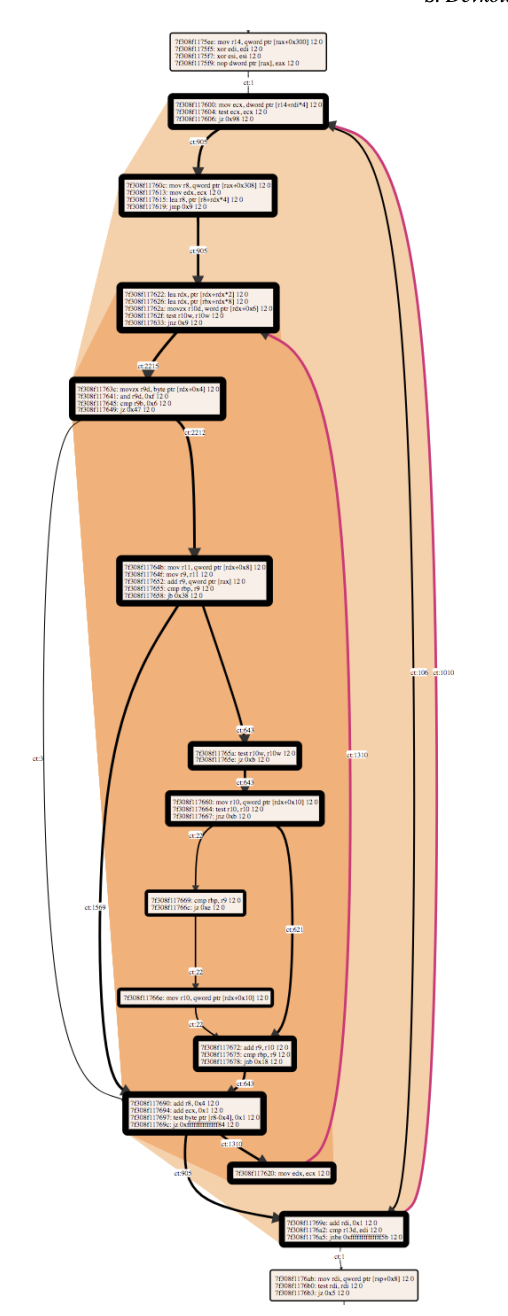 7f308f1175ee: mov r14, qword ptr [rax+0x300] 12 0
7f308f1175f5: xor edi, edi 12 0
7f308f1175f7: xor esi, esi 12 0
7f308f1175f9: nop dword ptr [rax], eax 12 0
ct:1
7f308f117600: mov ecx, dword ptr [r14+rdi*4] 12 0
7f308f117604: test ecx, ecx 12 0
7f308f117606: jz 0x98 12 0
ct:905
7f308f11760c: mov r8, qword ptr [rax+0x308] 12 0
7f308f117613: mov edx, ecx 12 0
7f308f117615: lea r8, ptr [r8+rdx*4] 12 0
7f308f117619: jmp 0x9 12 0
ct:905
7f308f117622: lea rdx, ptr [rdx+rdx*2] 12 0
7f308f117626: lea rdx, ptr [rbx+rdx*8] 12 0
7f308f11762a: movzx r10d, word ptr [rdx+0x6] 12 0
7f308f11762f: test r10w, r10w 12 0
7f308f117633: jnz 0x9 12 0
ct:2215
7f308f11763c: movzx r9d, byte ptr [rdx+0x4] 12 0
7f308f117641: and r9d, 0xf 12 0
7f308f117645: cmp r9b, 0x6 12 0
7f308f117649: jz 0x47 12 0
ct:2212
7f308f11764b: mov r11, qword ptr [rdx+0x8] 12 0
7f308f11764f: mov r9, r11 12 0
7f308f117652: add r9, qword ptr [rax] 12 0
7f308f117655: cmp rbp, r9 12 0
7f308f117658: jb 0x38 12 0
ct:106 ct:1010
ct:643
7f308f11765a: test r10w, r10w 12 0
7f308f11765e: jz 0xb 12 0
ct:1310
ct:3
ct:643
7f308f117660: mov r10, qword ptr [rdx+0x10] 12 0
7f308f117664: test r10, r10 12 0
7f308f117667: jnz 0xb 12 0
ct:22
7f308f117669: cmp rbp, r9 12 0
7f308f11766c: jz 0xe 12 0
ct:1569
ct:621
ct:22
7f308f11766e: mov r10, qword ptr [rdx+0x10] 12 0
ct:22
7f308f117672: add r9, r10 12 0
7f308f117675: cmp rbp, r9 12 0
7f308f117678: jnb 0x18 12 0
ct:643
7f308f117690: add r8, 0x4 12 0
7f308f117694: add ecx, 0x1 12 0
7f308f117697: test byte ptr [r8-0x4], 0x1 12 0
7f308f11769c: jz 0xffffffffffffff84 12 0
ct:1310
ct:905
7f308f117620: mov edx, ecx 12 0
7f308f11769e: add rdi, 0x1 12 0
7f308f1176a2: cmp r13d, edi 12 0
7f308f1176a5: jnbe 0xffffffffffffff5b 12 0
ct:1
7f308f1176ab: mov rdi, qword ptr [rsp+0x8] 12 0
7f308f1176b0: test rdi, rdi 12 0
7f308f1176b3: jz 0x5 12 0